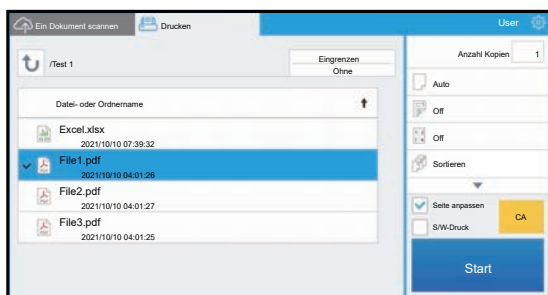 Ein Dokument scannen
Drucken
User
/Test 1
Eingrenzen
Ohne
Datei- oder Ordnername
Excel.xlsx
2021/10/10 07:39:32
File1.pdf
2021/10/10 04:01:26
File2.pdf
2021/10/10 04:01:27
File3.pdf
2021/10/10 04:01:25
Anzahl Kopien 1
Auto
Off
Off
Sortieren
Seite anpassen
S/W-Druck
CA
Start